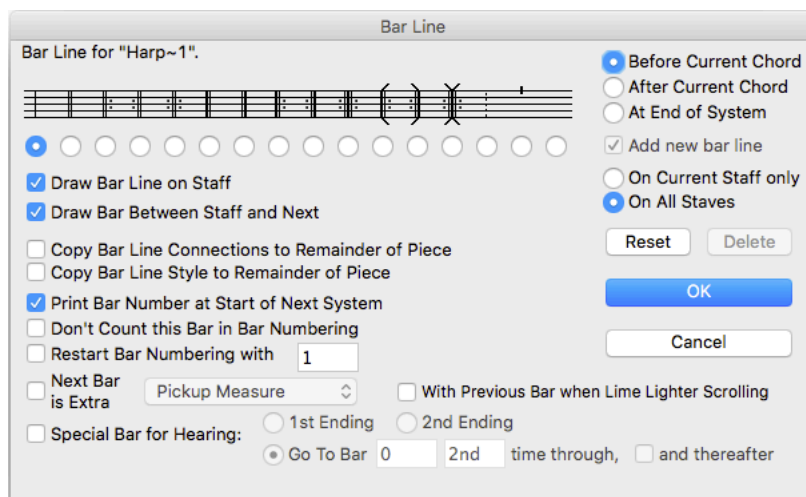 Bar Line
Bar Line for "Harp~1".
Before Current Chord
After Current Chord
At End of System
Add new bar line
On Current Staff only
On All Staves
Draw Bar Line on Staff
Draw Bar Between Staff and Next
Copy Bar Line Connections to Remainder of Piece
Copy Bar Line Style to Remainder of Piece
Reset Delete
OK
Cancel
Print Bar Number at Start of Next System
Don't Count this Bar in Bar Numbering
Restart Bar Numbering with 1
Next Bar
is Extra
Pickup Measure
With Previous Bar when Lime Lighter Scrolling
Special Bar for Hearing:
1st Ending 2nd Ending
Go To Bar 0 2nd time through, and thereafter